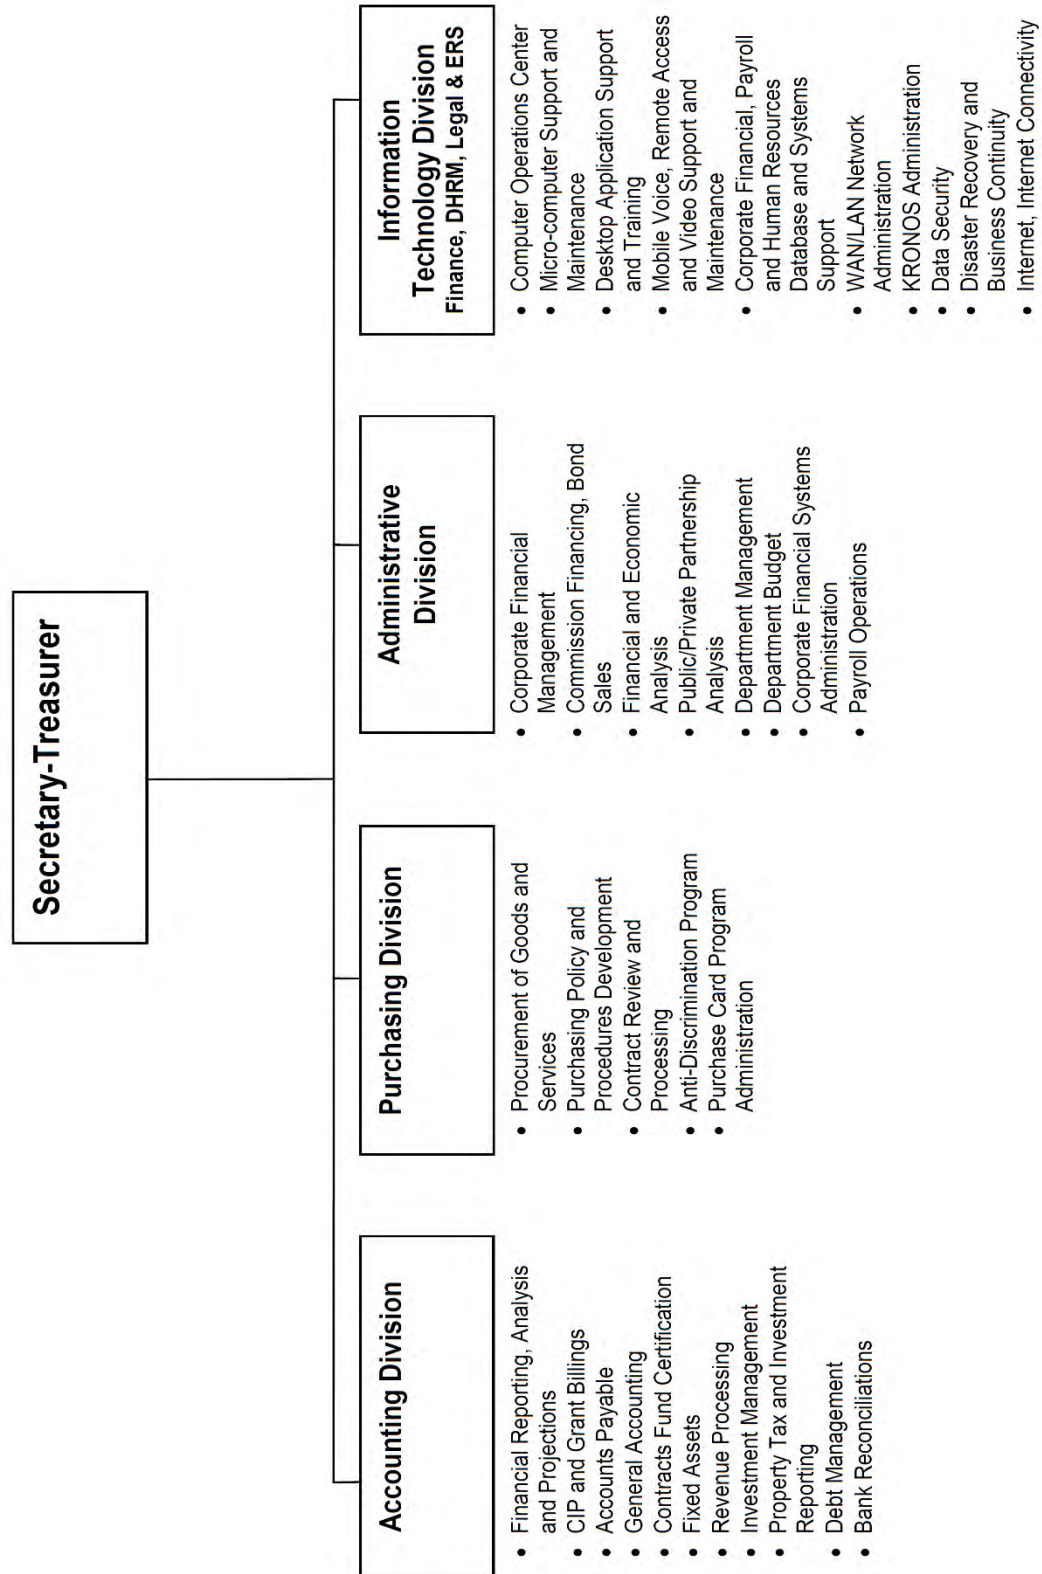 Secretary-Treasurer
Accounting Division
• Financial Reporting, Analysis
and Projections
• CIP and Grant Billings
• Accounts Payable
• General Accounting
• Contracts Fund Certification
• Fixed Assets
• Revenue Processing
• Investment Management
• Property Tax and Investment
Reporting
• Debt Management
• Bank Reconciliations
Purchasing Division
• Procurement of Goods and
Services
• Purchasing Policy and
Procedures Development
• Contract Review and
Processing
• Anti-Discrimination Program
• Purchase Card Program
Administration
Administrative
Division
• Corporate Financial
Management
• Commission Financing, Bond
Sales
• Financial and Economic
Analysis
• Public/Private Partnership
Analysis
• Department Management
• Department Budget
• Corporate Financial Systems
Administration
• Payroll Operations
Information
Technology Division
Finance, DHRM, Legal & ERS
• Computer Operations Center
• Micro-computer Support and
Maintenance
• Desktop Application Support
and Training
• Mobile Voice, Remote Access
and Video Support and
Maintenance
• Corporate Financial, Payroll
and Human Resources
Database and Systems
Support
• WAN/LAN Network
Administration
• KRONOS Administration
• Data Security
• Disaster Recovery and
Business Continuity
• Internet, Internet Connectivity